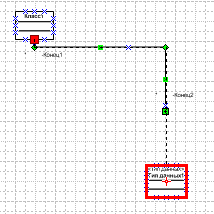 Класс1
-Конец1
-Конец2
«тип данных»
Тип данных1